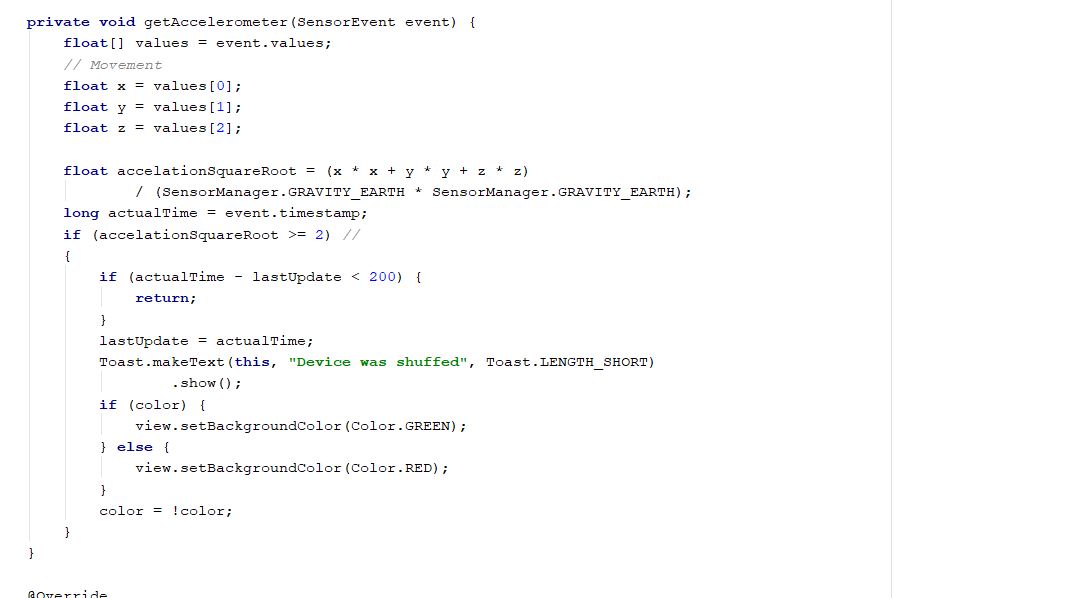 private void getAccelerometer(SensorEvent event) {
float[] values = event.values;
// Movement
float x = values[0];
float y = values[1];
float z = values[2];
float accelationSquareRoot = (x * x + y * y + z * z)
/ (SensorManager.GRAVITY_EARTH * SensorManager.GRAVITY_EARTH);
long actualTime = event.timestamp;
if (accelationSquareRoot >= 2) //
{
if (actualTime - lastUpdate < 200) {
return;
}
lastUpdate = actualTime;
Toast.makeText(this, "Device was shuffed", Toast.LENGTH_SHORT)
.show();
if (color) {
view.setBackgroundColor(Color.GREEN);
} else {
view.setBackgroundColor(Color.RED);
}
color = !color;
}
}
@Override